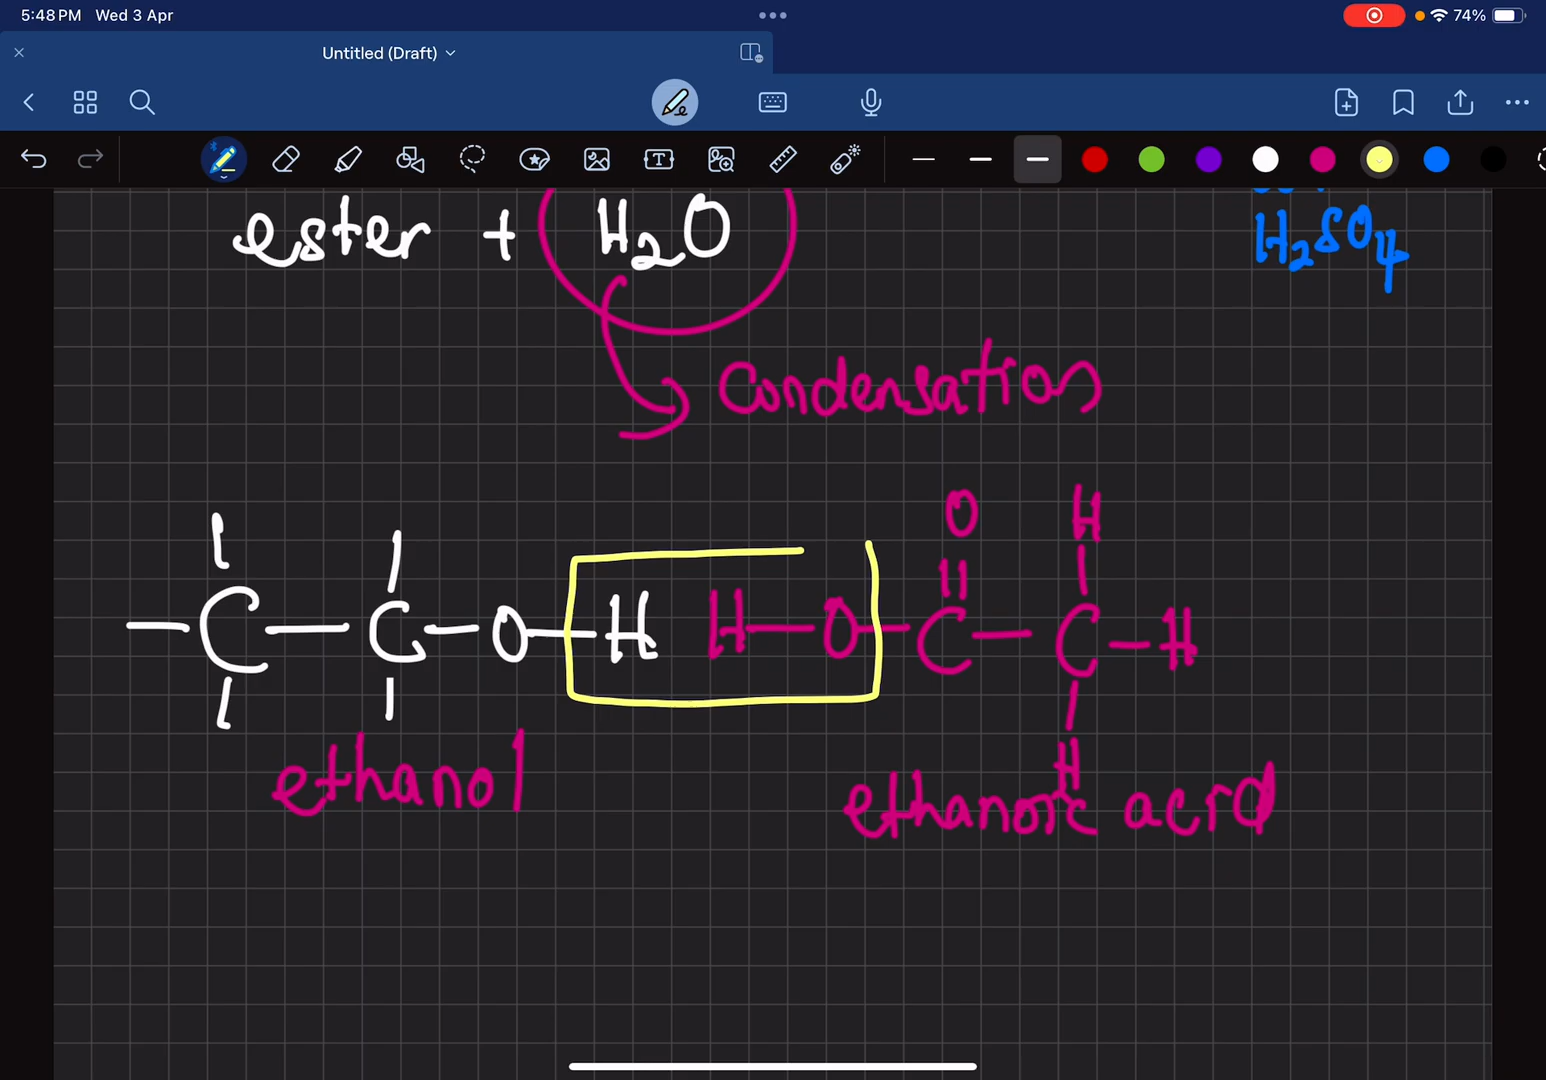 5:48 PM Wed 3 Apr
74%
Untitled (Draft)
T
ester + H₂O
H₂SO₄
Condensation
O H
C — C — O — H H — O — C — C — H
H
ethanol
ethanoic acid